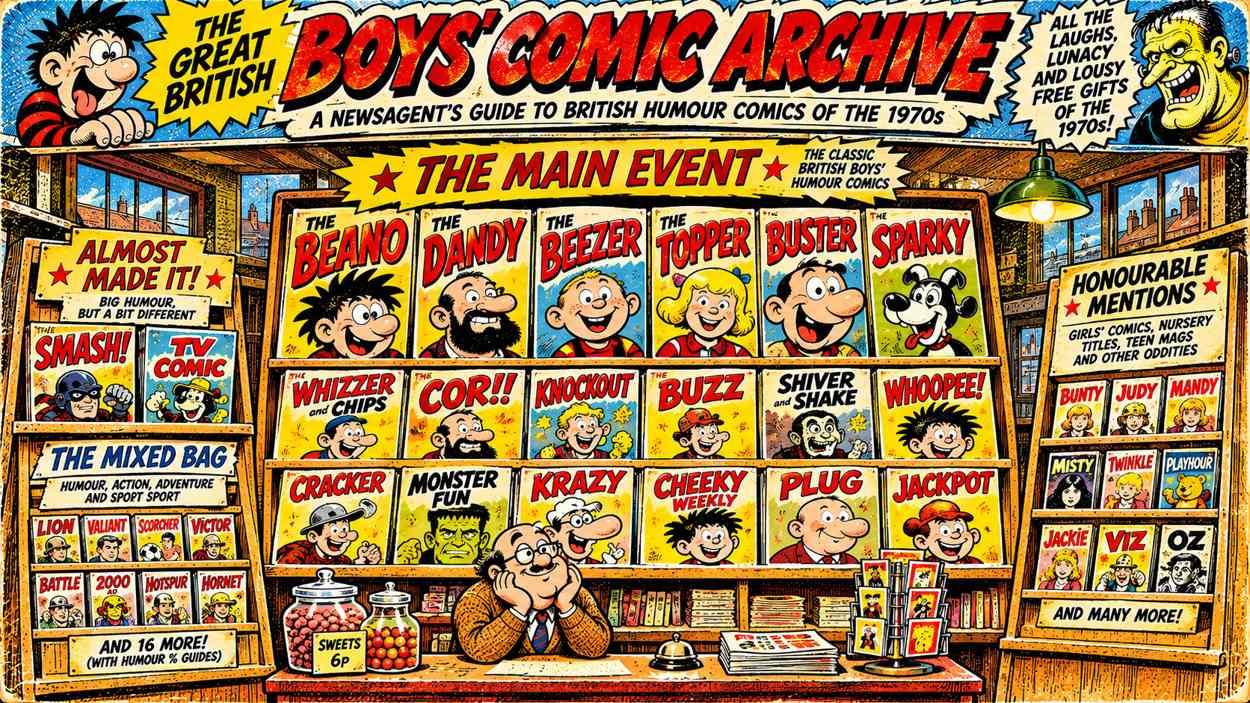 THE
GREAT
BRITISH
BOYS' COMIC ARCHIVE
A NEWSAGENT'S GUIDE TO BRITISH HUMOUR COMICS OF THE 1970s
ALL THE
LAUGHS,
LUNACY
AND LOUSY
FREE GIFTS
OF THE
1970s!
★ THE MAIN EVENT ★
THE CLASSIC
BRITISH BOYS'
HUMOUR COMICS
ALMOST
★ MADE IT! ★
BIG HUMOUR,
BUT A BIT DIFFERENT
THE
SMASH!
TV
COMIC
THE MIXED BAG
HUMOUR, ACTION, ADVENTURE
AND SPORT SPORT
LION
VALIANT
SCORCHER
VICTOR
BATTLE
2000
AD
HOTSPUR
HORNET
AND 16 MORE!
(WITH HUMOUR % GUIDES)
THE
BEANO
THE
DANDY
THE
BEEZER
THE
TOPPER
THE
BUSTER
THE
SPARKY
THE
WHIZZER
and CHIPS
THE
COR!!
KNOCKOUT
THE
BUZZ
SHIVER
and SHAKE
WHOOPEE!
CRACKER
MONSTER
FUN
KRAZY
CHEEKY
WEEKLY
PLUG
JACKPOT
SWEETS
6P
HONOURABLE
★ MENTIONS ★
GIRLS' COMICS, NURSERY
TITLES, TEEN MAGS
AND OTHER ODDITIES
BUNTY
JUDY
MANDY
MISTY
TWINKLE
PLAYHOUR
JACKIE
VIZ
OZ
AND MANY MORE!